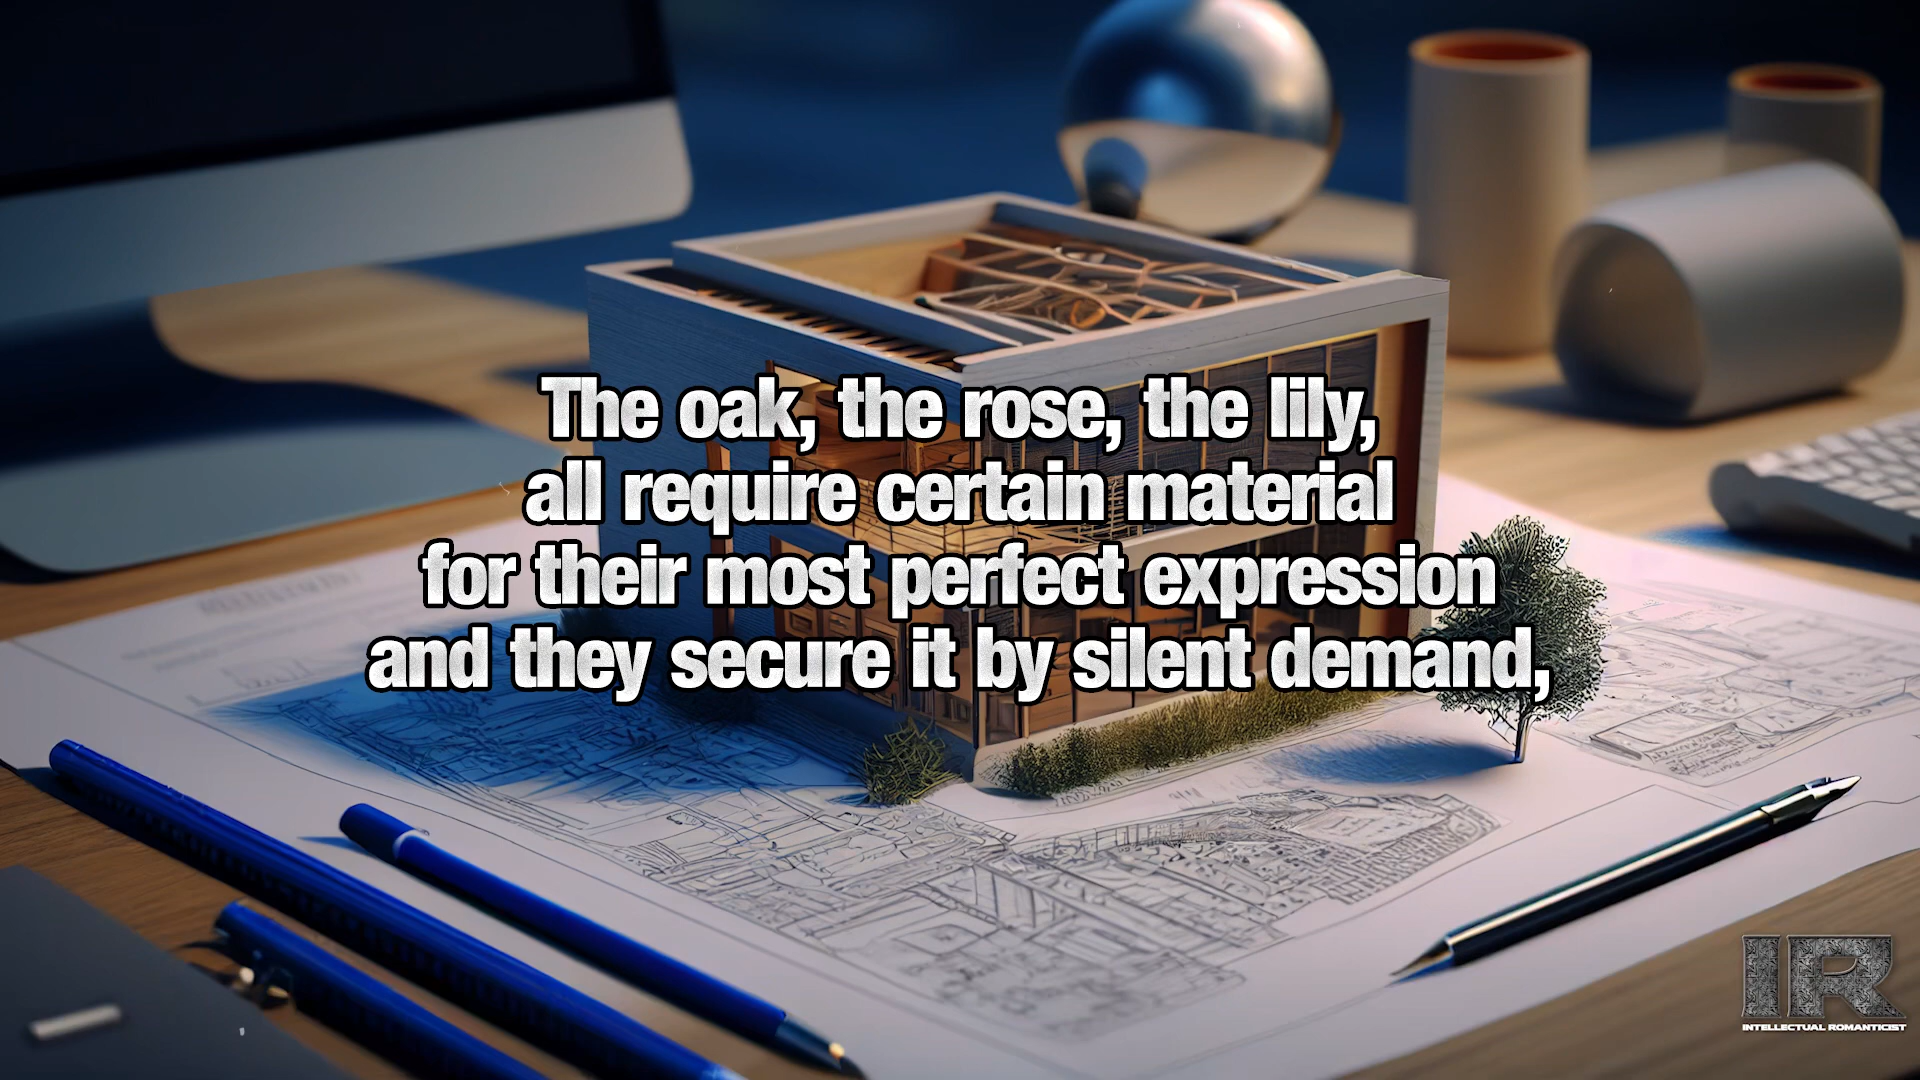 The oak, the rose, the lily,
all require certain material
for their most perfect expression
and they secure it by silent demand,
IR
INTELLECTUAL ROMANTICIST